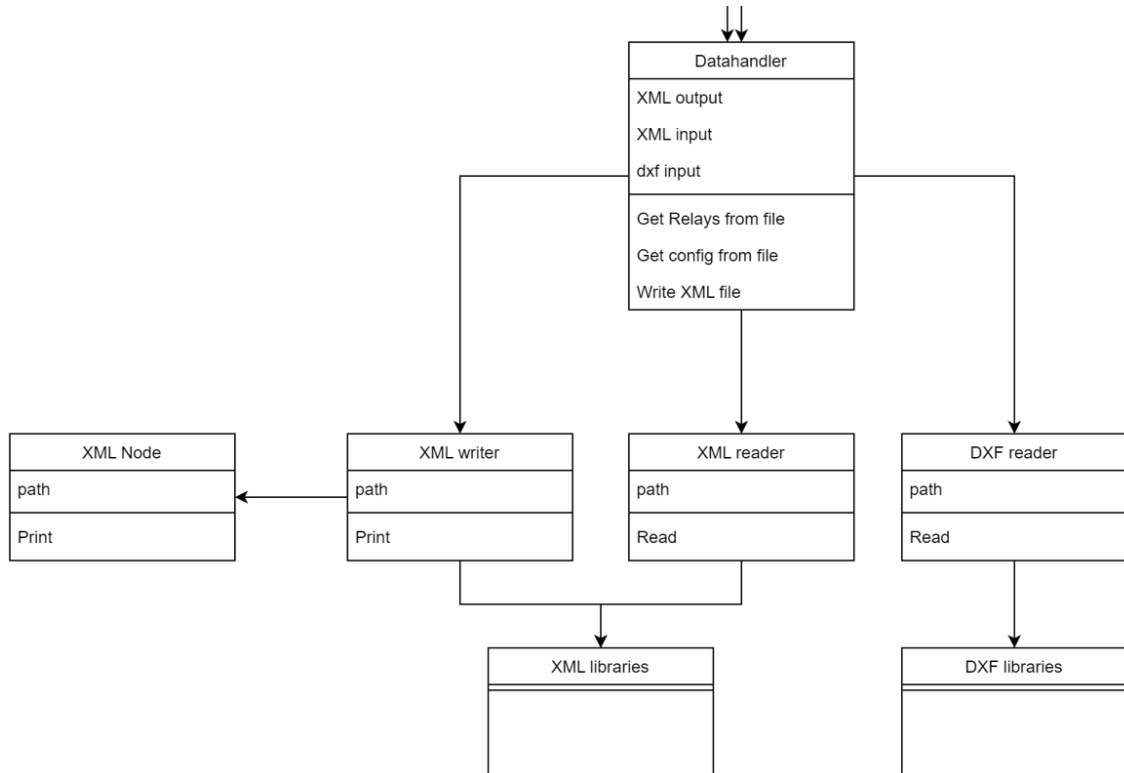 Datahandler
XML output
XML input
dxf input
Get Relays from file
Get config from file
Write XML file
XML Node
path
Print
XML writer
path
Print
XML reader
path
Read
DXF reader
path
Read
XML libraries
DXF libraries